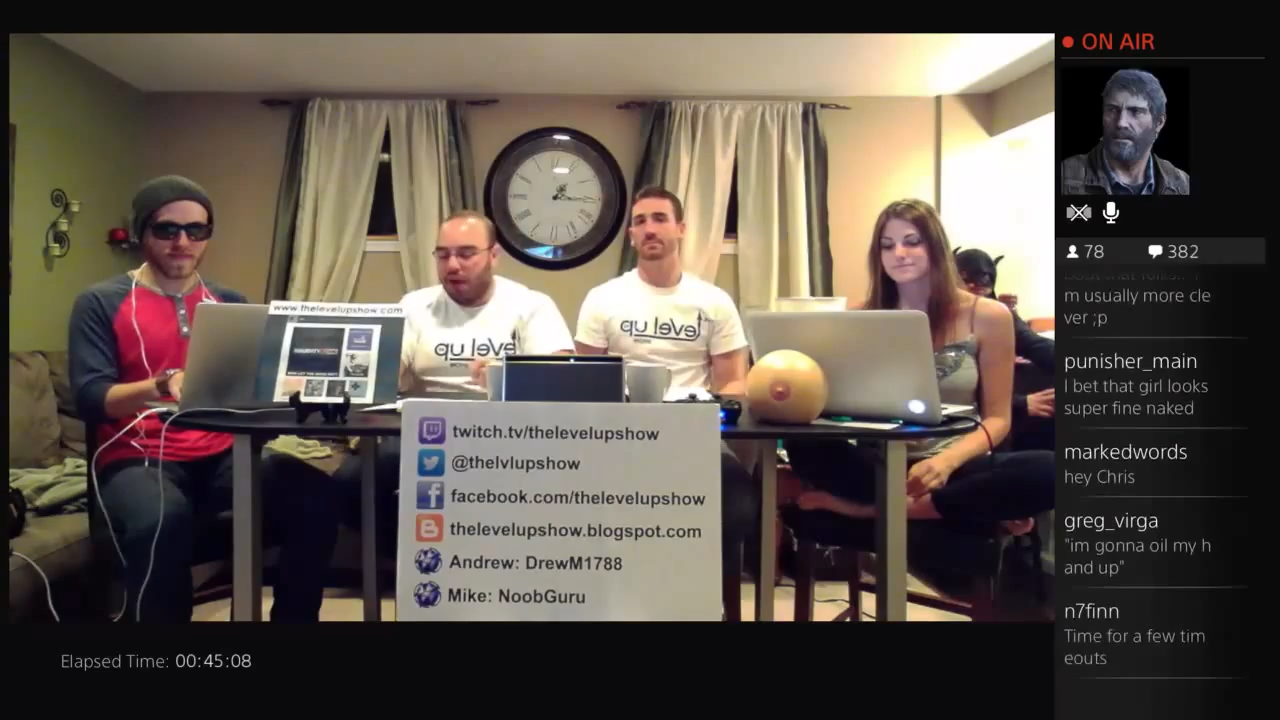 ON AIR
78 382
m usually more cle
ver ;p
punisher_main
I bet that girl looks
super fine naked
markedwords
hey Chris
greg_virga
"im gonna oil my h
and up"
n7finn
Time for a few tim
eouts
www.thelevelupshow.com
level up
level up
twitch.tv/thelevelupshow
@thelvlupshow
facebook.com/thelevelupshow
thelevelupshow.blogspot.com
Andrew: DrewM1788
Mike: NoobGuru
Elapsed Time: 00:45:08